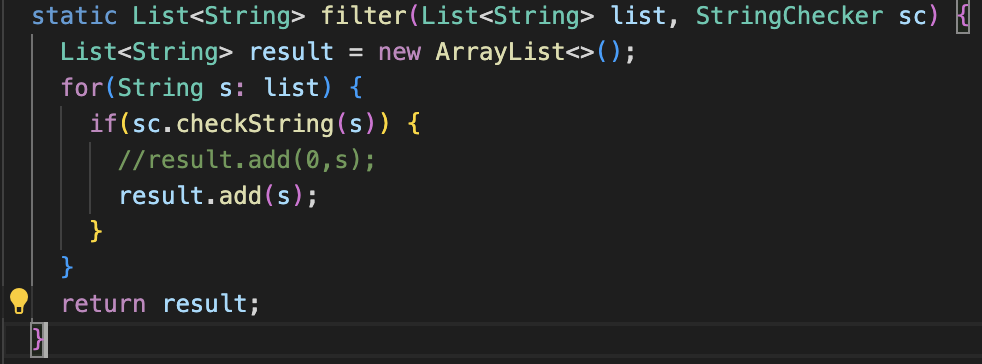 static List<String> filter(List<String> list, StringChecker sc) {
List<String> result = new ArrayList<>();
for(String s: list) {
if(sc.checkString(s)) {
//result.add(0,s);
result.add(s);
}
}
return result;
}